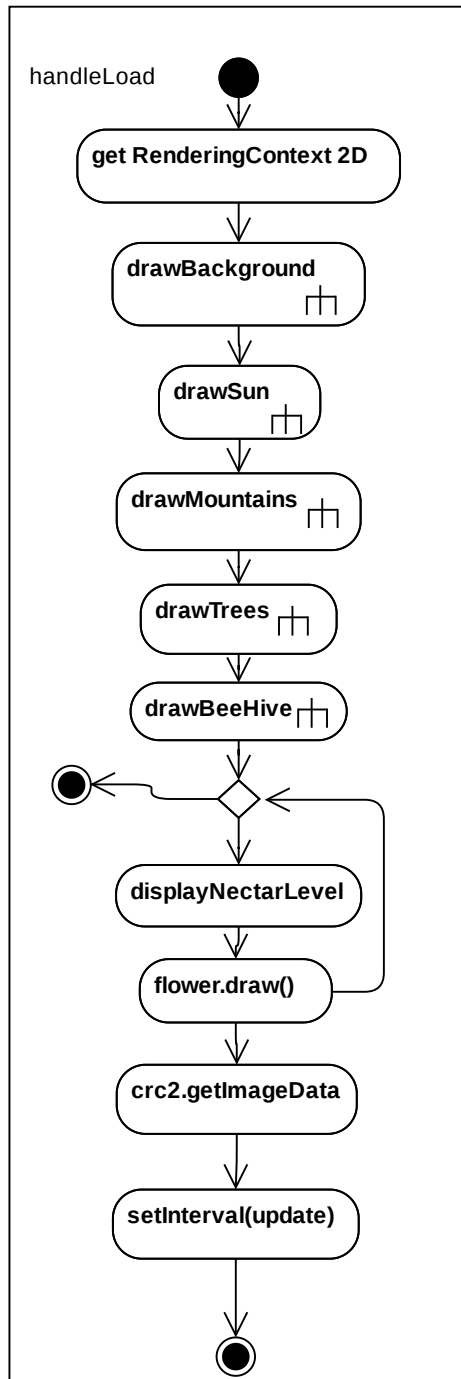 handleLoad
get RenderingContext 2D
drawBackground
drawSun
drawMountains
drawTrees
drawBeeHive
displayNectarLevel
flower.draw()
crc2.getImageData
setInterval(update)